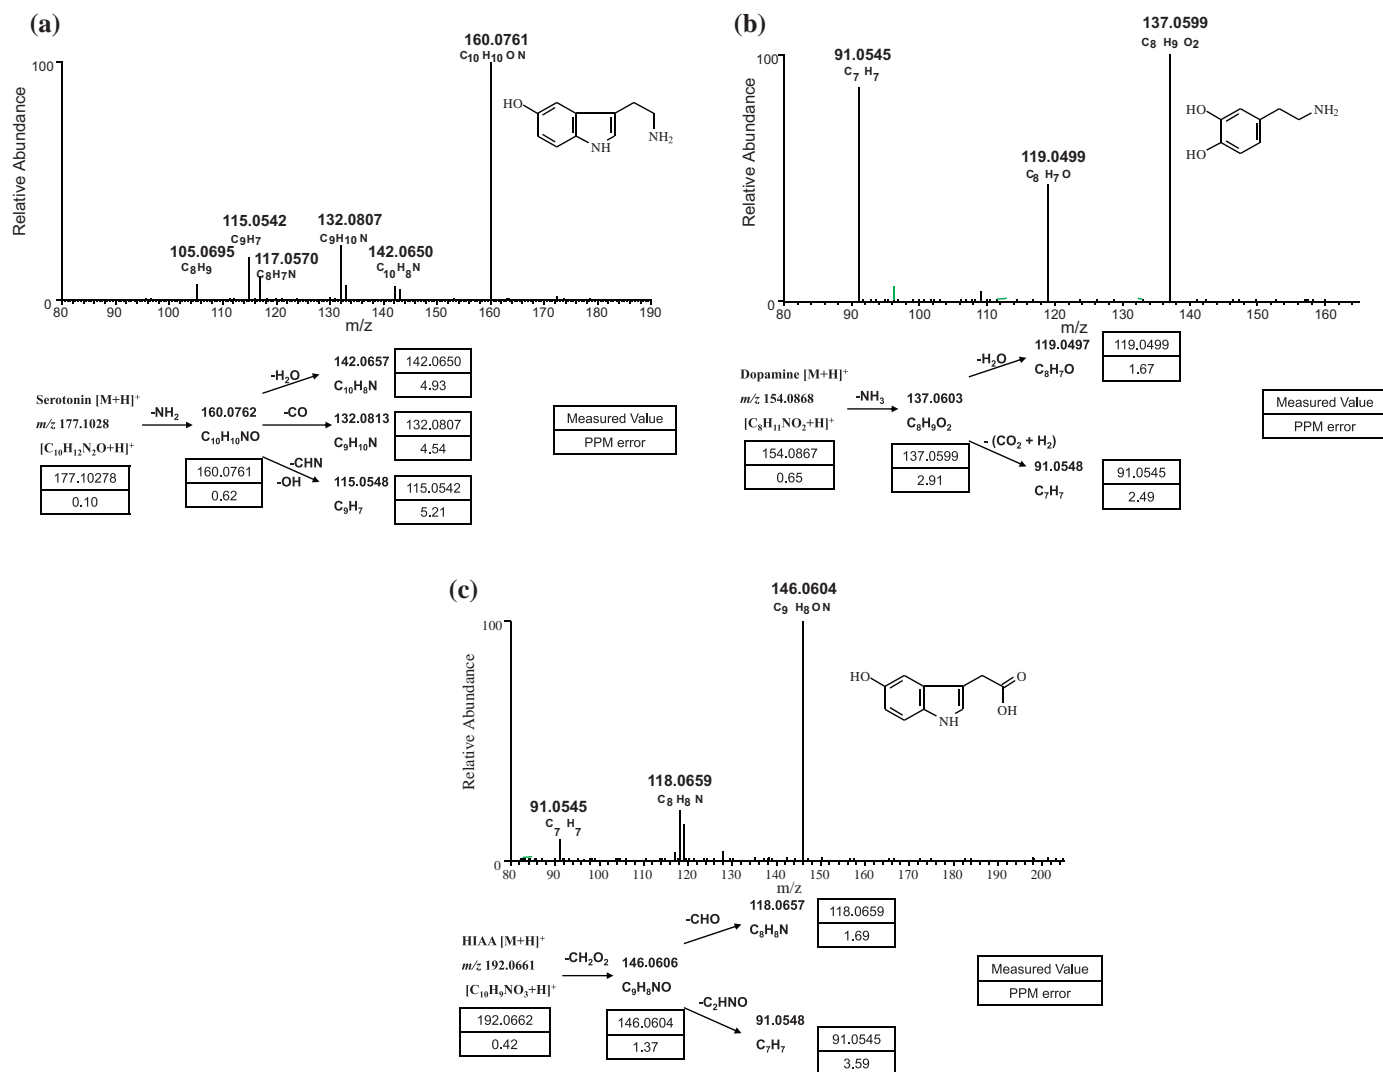 (a)
160.0761
C10 H10 O N
100
HO
NH2
NH
Relative Abundance
115.0542
C9H7
132.0807
C9H10 N
105.0695
C8H9
117.0570
C8H7N
142.0650
C10 H8N
0
80 90 100 110 120 130 140 150 160 170 180 190
m/z
Serotonin [M+H]+
m/z 177.1028
[C10H12N2O+H]+
177.10278
0.10
-NH2
160.0762
C10H10NO
160.0761
0.62
-H2O
142.0657
C10H8N
142.0650
4.93
-CO
132.0813
C9H10N
132.0807
4.54
-CHN
-OH
115.0548
C9H7
115.0542
5.21
Measured Value
PPM error
(b)
137.0599
C8 H9 O2
91.0545
C7 H7
100
HO
HO
NH2
Relative Abundance
119.0499
C8 H7 O
0
80 90 100 110 120 130 140 150 160
m/z
Dopamine [M+H]+
m/z 154.0868
[C8H11NO2+H]+
154.0867
0.65
-NH3
137.0603
C8H9O2
137.0599
2.91
-H2O
119.0497
C8H7O
119.0499
1.67
- (CO2 + H2)
91.0548
C7H7
91.0545
2.49
Measured Value
PPM error
(c)
146.0604
C9 H8 O N
100
HO
O
OH
NH
Relative Abundance
118.0659
C8 H8 N
91.0545
C7 H7
0
80 90 100 110 120 130 140 150 160 170 180 190 200
m/z
HIAA [M+H]+
m/z 192.0661
[C10H9NO3+H]+
192.0662
0.42
-CH2O2
146.0606
C9H8NO
146.0604
1.37
-CHO
118.0657
C8H8N
118.0659
1.69
-C2HNO
91.0548
C7H7
91.0545
3.59
Measured Value
PPM error